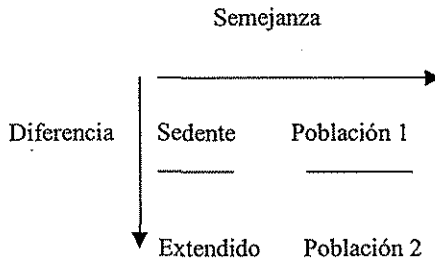 Semejanza
Diferencia Sedente Población 1
Extendido Población 2